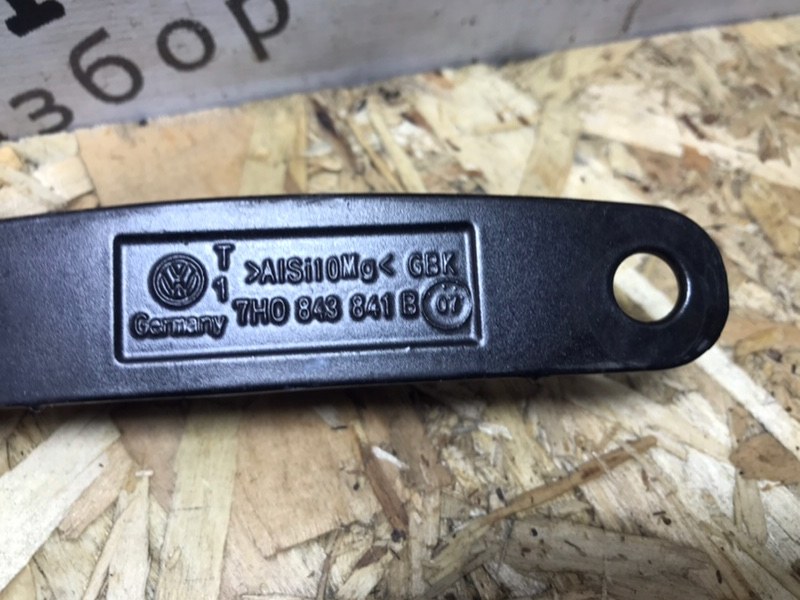 збор
T
>AlSi10Mg< GBK
1
7H0 843 841 B 07
Germany